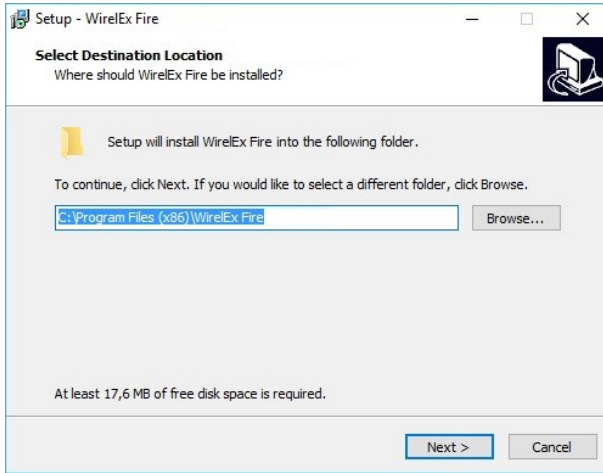 Setup - WirelEx Fire
Select Destination Location
Where should WirelEx Fire be installed?
Setup will install WirelEx Fire into the following folder.
To continue, click Next. If you would like to select a different folder, click Browse.
C:\Program Files (x86)\WirelEx Fire
Browse...
At least 17,6 MB of free disk space is required.
Next >
Cancel